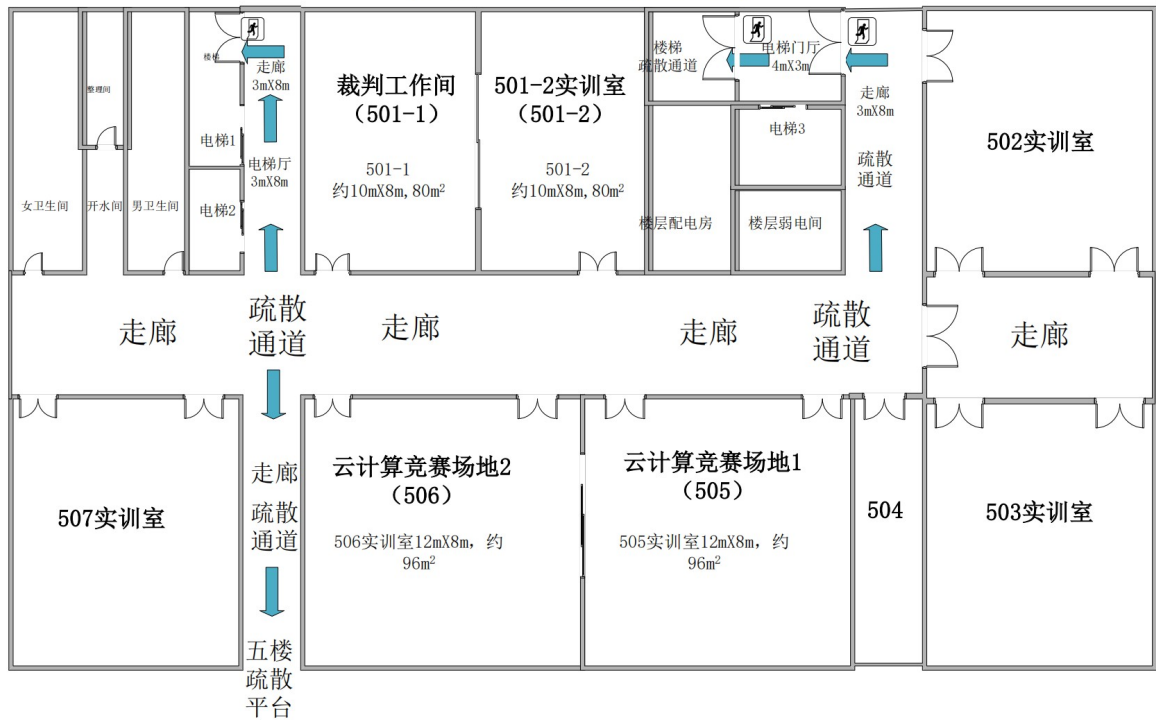 楼梯
走廊
3mX8m
整理间
电梯1
电梯厅
3mX8m
女卫生间
开水间
男卫生间
电梯2
裁判工作间
（501-1）
501-1
约10mX8m,80m²
501-2实训室
（501-2）
501-2
约10mX8m,80m²
楼梯
疏散通道
电梯门厅
4mX3m
电梯3
走廊
3mX8m
疏散
通道
楼层配电房
楼层弱电间
502实训室
走廊
疏散
通道
走廊
走廊
疏散
通道
走廊
507实训室
走廊
疏散
通道
五楼
疏散
平台
云计算竞赛场地2
（506）
506实训室12mX8m，约
96m²
云计算竞赛场地1
（505）
505实训室12mX8m，约
96m²
504
503实训室